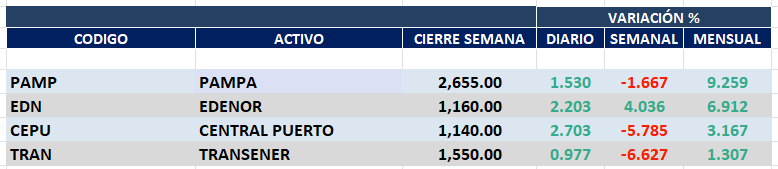 VARIACIÓN %
CODIGO ACTIVO CIERRE SEMANA DIARIO SEMANAL MENSUAL
PAMP PAMPA 2,655.00 1.530 -1.667 9.259
EDN EDENOR 1,160.00 2.203 4.036 6.912
CEPU CENTRAL PUERTO 1,140.00 2.703 -5.785 3.167
TRAN TRANSENER 1,550.00 0.977 -6.627 1.307